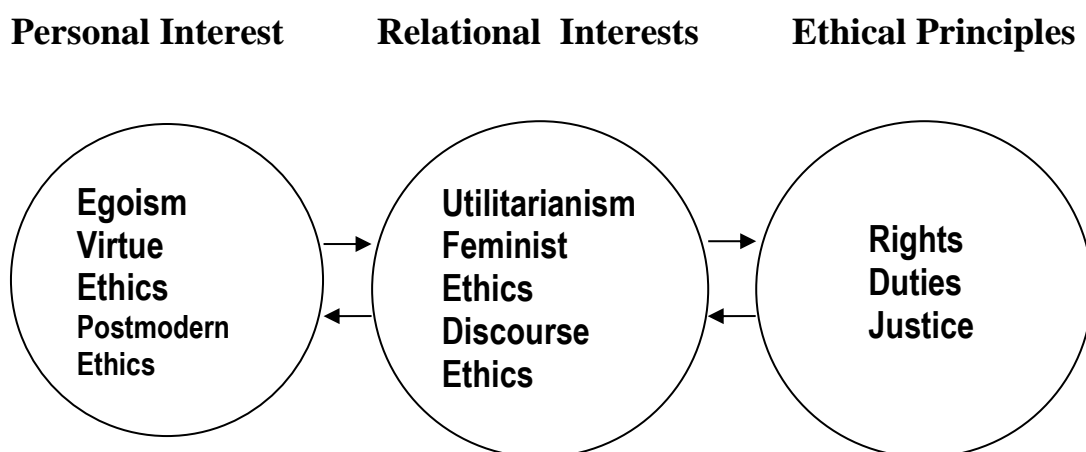 Personal Interest
Relational Interests
Ethical Principles
Egoism
Virtue
Ethics
Postmodern
Ethics
Utilitarianism
Feminist
Ethics
Discourse
Ethics
Rights
Duties
Justice